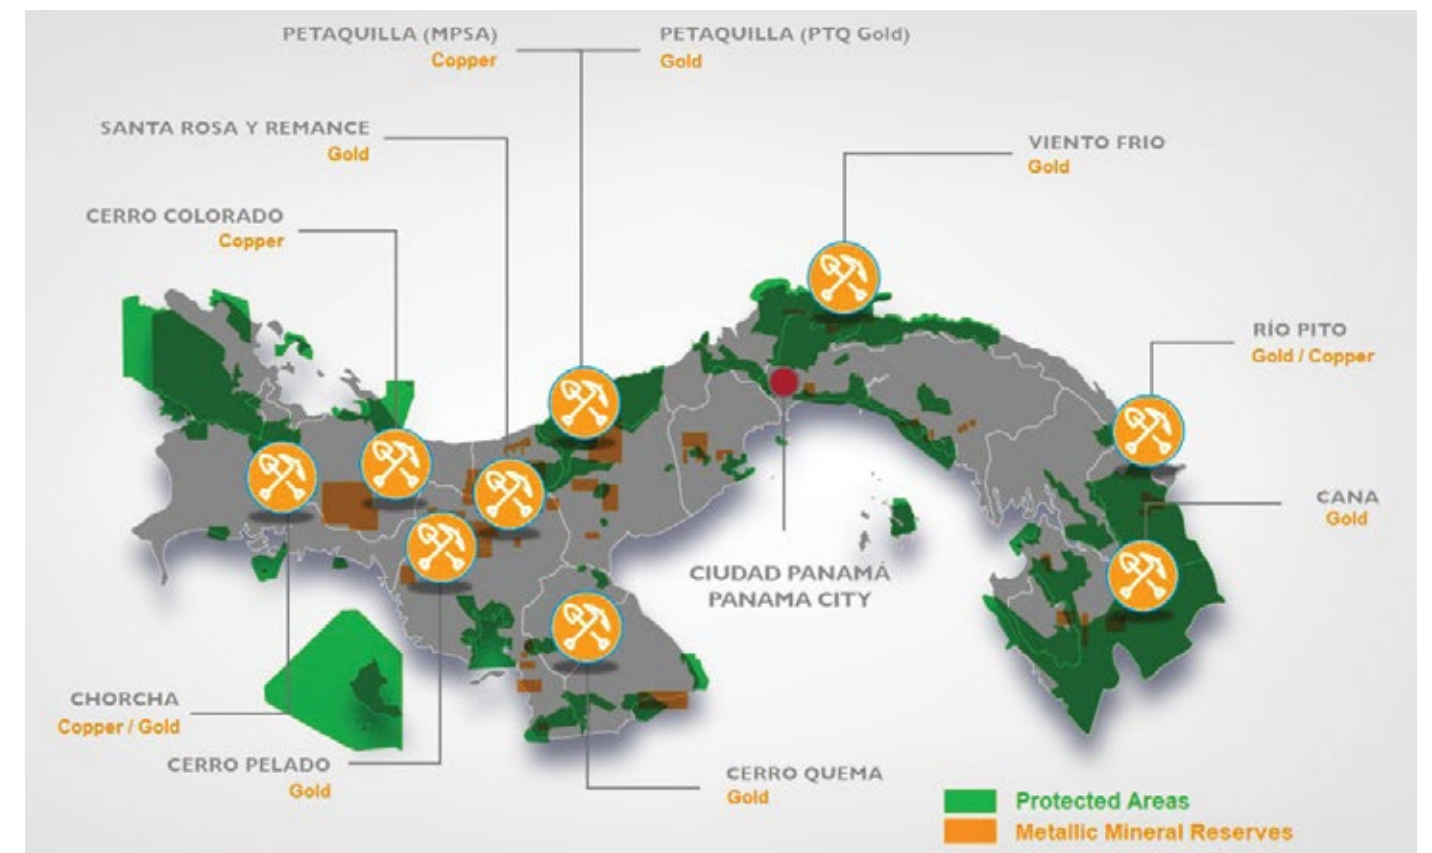 PETAQUILLA (MPSA)
Copper
PETAQUILLA (PTQ Gold)
Gold
SANTA ROSA Y REMANCE
Gold
VIENTO FRIO
Gold
CERRO COLORADO
Copper
RÍO PITO
Gold / Copper
CANA
Gold
CIUDAD PANAMÁ
PANAMA CITY
CHORCHA
Copper / Gold
CERRO PELADO
Gold
CERRO QUEMA
Gold
Protected Areas
Metallic Mineral Reserves